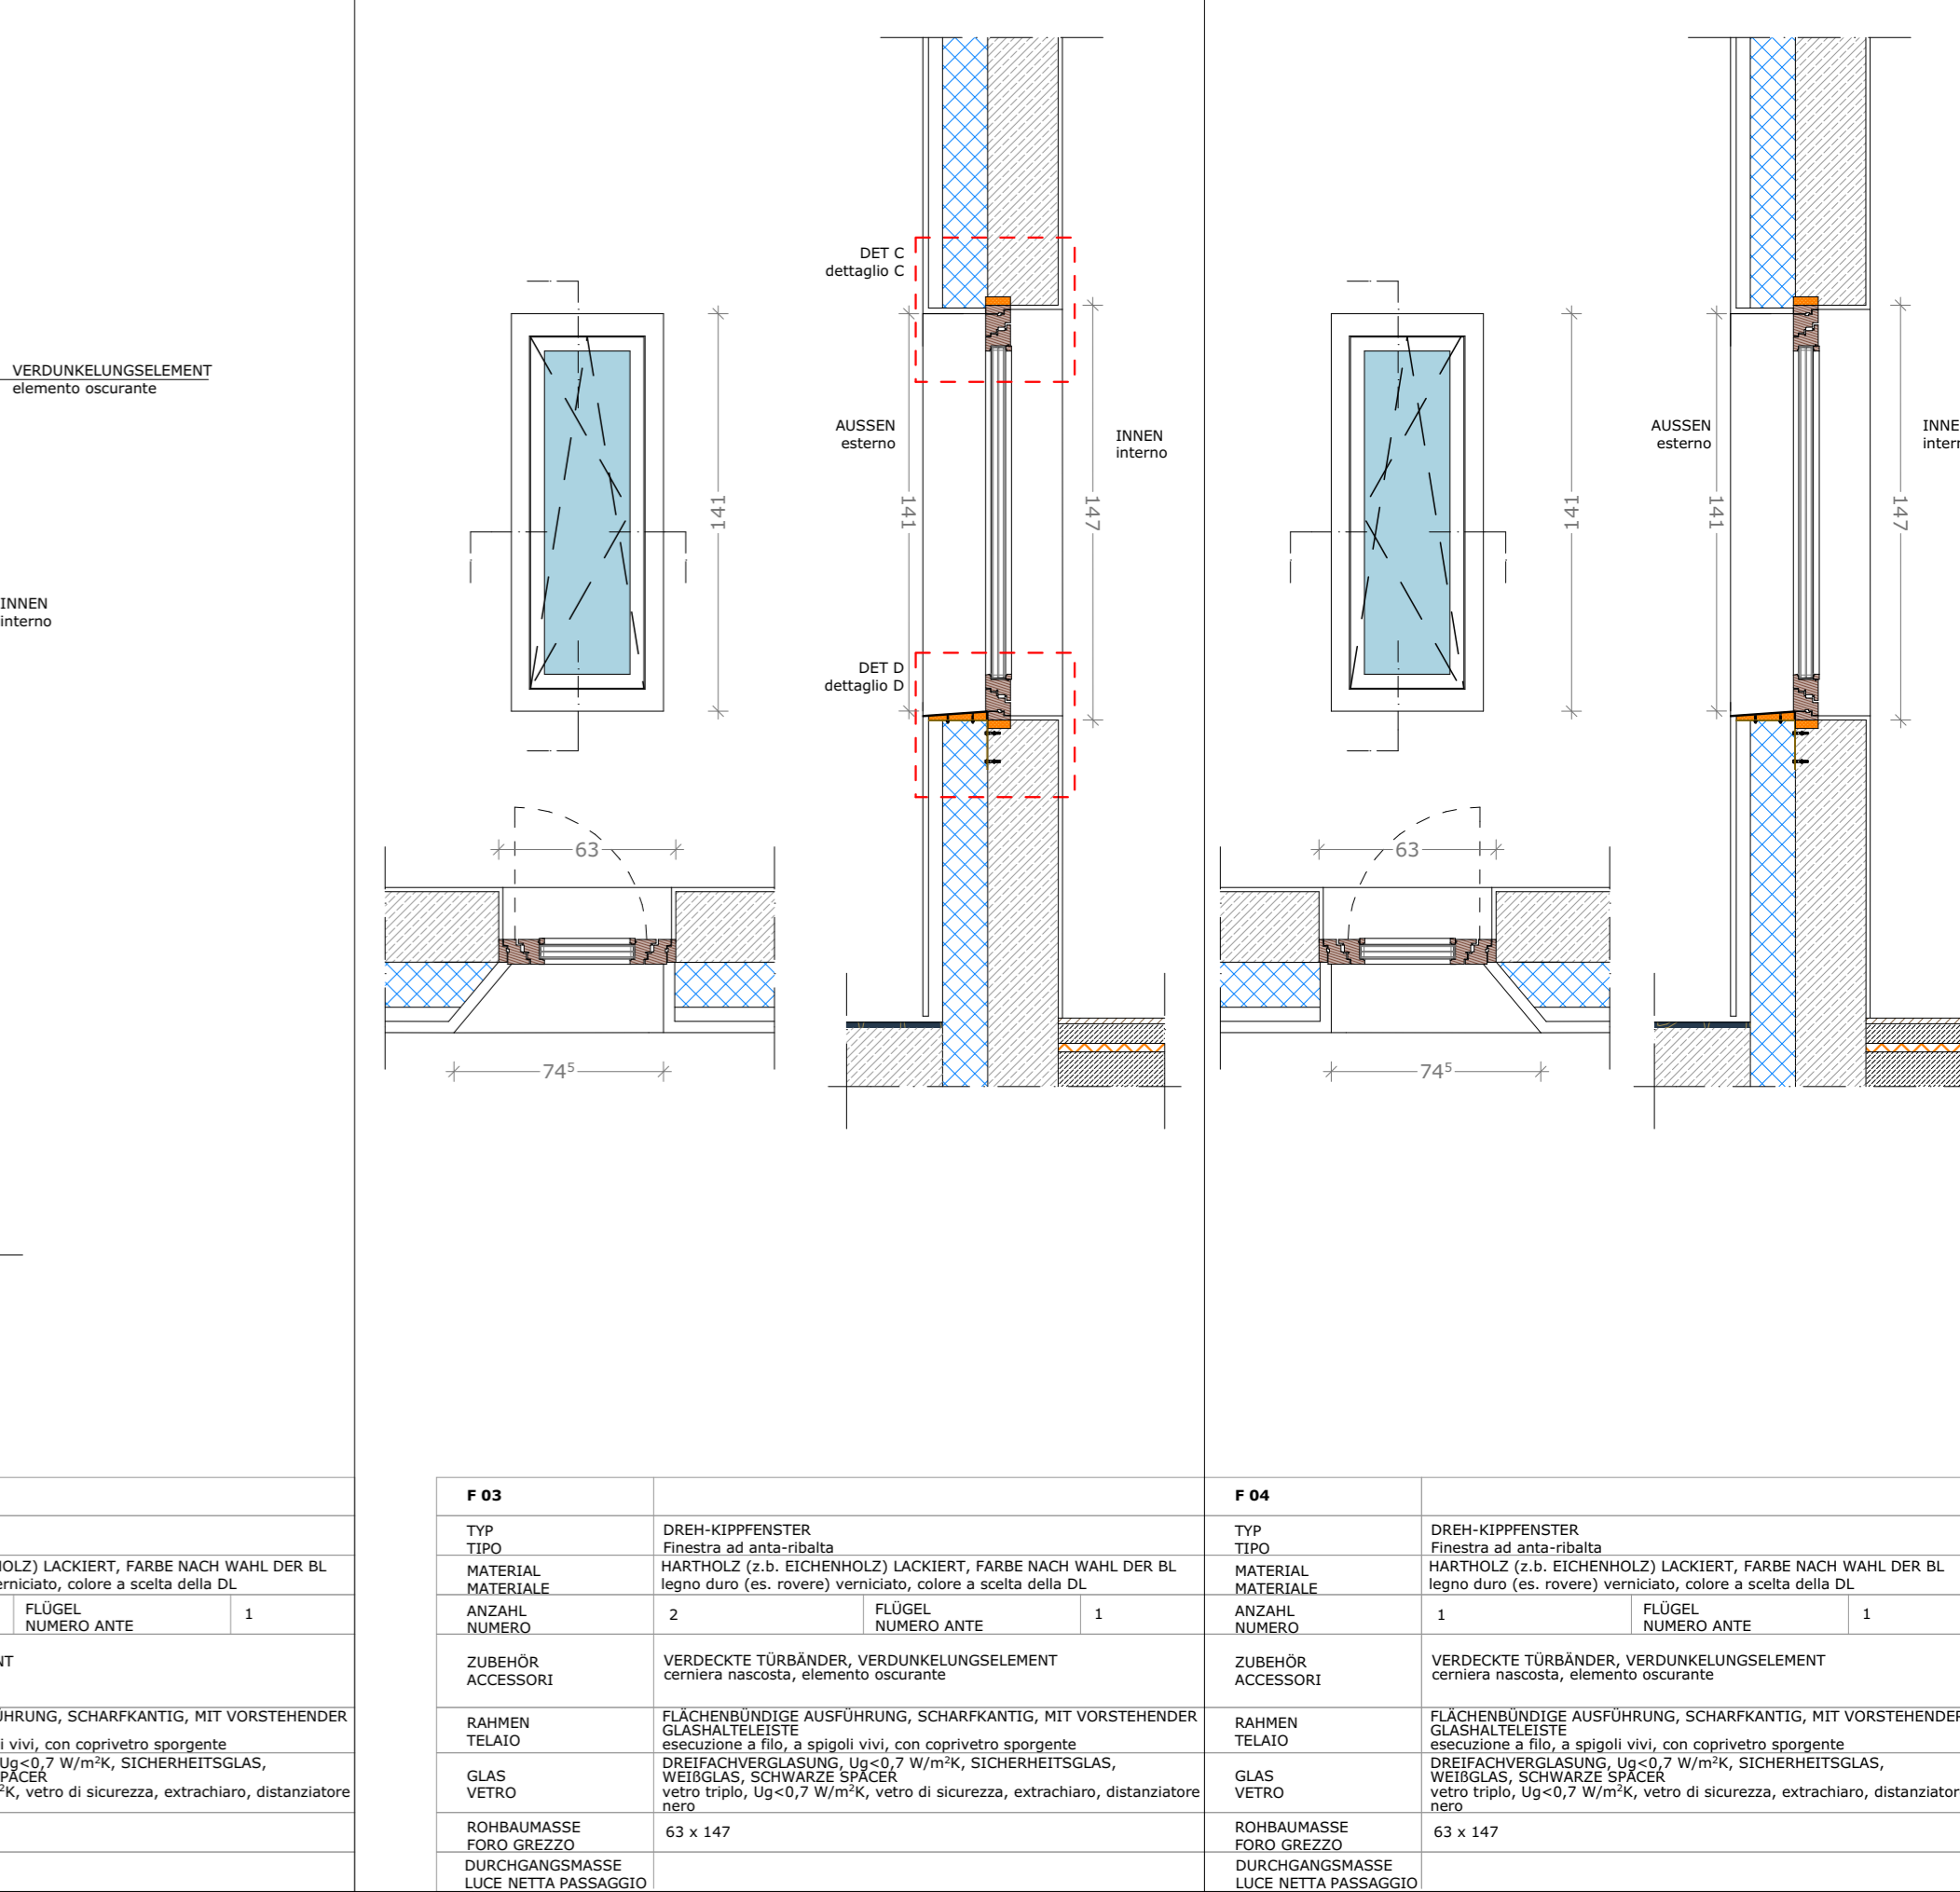 VERDUNKELUNGSELEMENT
elemento oscurante
INNEN
interno
DET C
dettaglio C
AUSSEN
esterno
INNEN
interno
141
141
147
DET D
dettaglio D
63
74⁵
AUSSEN
esterno
INNE
intern
141
141
147
63
74⁵
HOLZ) LACKIERT, FARBE NACH WAHL DER BL
erniciato, colore a scelta della DL
FLÜGEL
NUMERO ANTE
1
NT
ÜHRUNG, SCHARFKANTIG, MIT VORSTEHENDER
i vivi, con coprivetro sporgente
Ug<0,7 W/m²K, SICHERHEITSGLAS,
PACER
²K, vetro di sicurezza, extrachiaro, distanziatore
F 03
TYP
TIPO
DREH-KIPPFENSTER
Finestra ad anta-ribalta
MATERIAL
MATERIALE
HARTHOLZ (z.b. EICHENHOLZ) LACKIERT, FARBE NACH WAHL DER BL
legno duro (es. rovere) verniciato, colore a scelta della DL
ANZAHL
NUMERO
2
FLÜGEL
NUMERO ANTE
1
ZUBEHÖR
ACCESSORI
VERDECKTE TÜRBÄNDER, VERDUNKELUNGSELEMENT
cerniera nascosta, elemento oscurante
RAHMEN
TELAIO
FLÄCHENBÜNDIGE AUSFÜHRUNG, SCHARFKANTIG, MIT VORSTEHENDER
GLASHALTELEISTE
esecuzione a filo, a spigoli vivi, con coprivetro sporgente
GLAS
VETRO
DREIFACHVERGLASUNG, Ug<0,7 W/m²K, SICHERHEITSGLAS,
WEIßGLAS, SCHWARZE SPACER
vetro triplo, Ug<0,7 W/m²K, vetro di sicurezza, extrachiaro, distanziatore
nero
ROHBAUMASSE
FORO GREZZO
63 x 147
DURCHGANGSMASSE
LUCE NETTA PASSAGGIO
F 04
TYP
TIPO
DREH-KIPPFENSTER
Finestra ad anta-ribalta
MATERIAL
MATERIALE
HARTHOLZ (z.b. EICHENHOLZ) LACKIERT, FARBE NACH WAHL DER BL
legno duro (es. rovere) verniciato, colore a scelta della DL
ANZAHL
NUMERO
1
FLÜGEL
NUMERO ANTE
1
ZUBEHÖR
ACCESSORI
VERDECKTE TÜRBÄNDER, VERDUNKELUNGSELEMENT
cerniera nascosta, elemento oscurante
RAHMEN
TELAIO
FLÄCHENBÜNDIGE AUSFÜHRUNG, SCHARFKANTIG, MIT VORSTEHENDER
GLASHALTELEISTE
esecuzione a filo, a spigoli vivi, con coprivetro sporgente
GLAS
VETRO
DREIFACHVERGLASUNG, Ug<0,7 W/m²K, SICHERHEITSGLAS,
WEIßGLAS, SCHWARZE SPACER
vetro triplo, Ug<0,7 W/m²K, vetro di sicurezza, extrachiaro, distanziator
nero
ROHBAUMASSE
FORO GREZZO
63 x 147
DURCHGANGSMASSE
LUCE NETTA PASSAGGIO